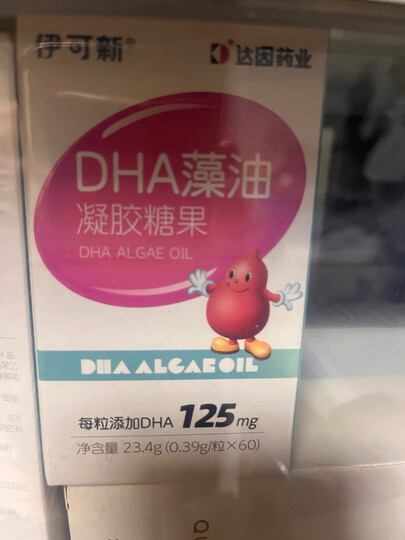 伊可新® 达因药业
DHA藻油
凝胶糖果
DHA ALGAE OIL
DHA ALGAE OIL
每粒添加DHA 125mg
净含量 23.4g (0.39g/粒×60)